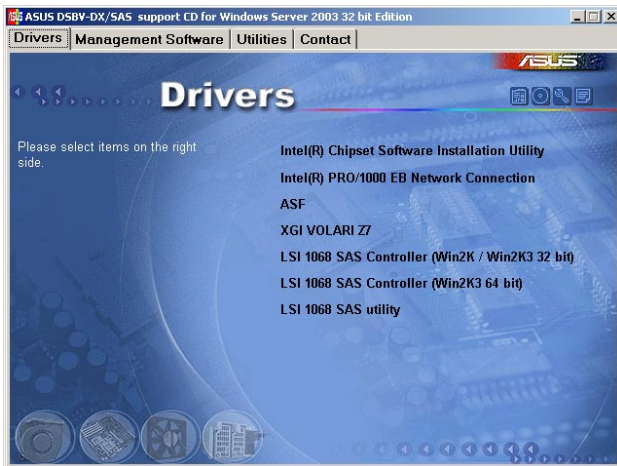 ASUS DSBV-DX/SAS support CD for Windows Server 2003 32 bit Edition
Drivers Management Software Utilities Contact
ASUS
Drivers
Please select items on the right
side.
Intel(R) Chipset Software Installation Utility
Intel(R) PRO/1000 EB Network Connection
ASF
XGI VOLARI Z7
LSI 1068 SAS Controller (Win2K / Win2K3 32 bit)
LSI 1068 SAS Controller (Win2K3 64 bit)
LSI 1068 SAS utility